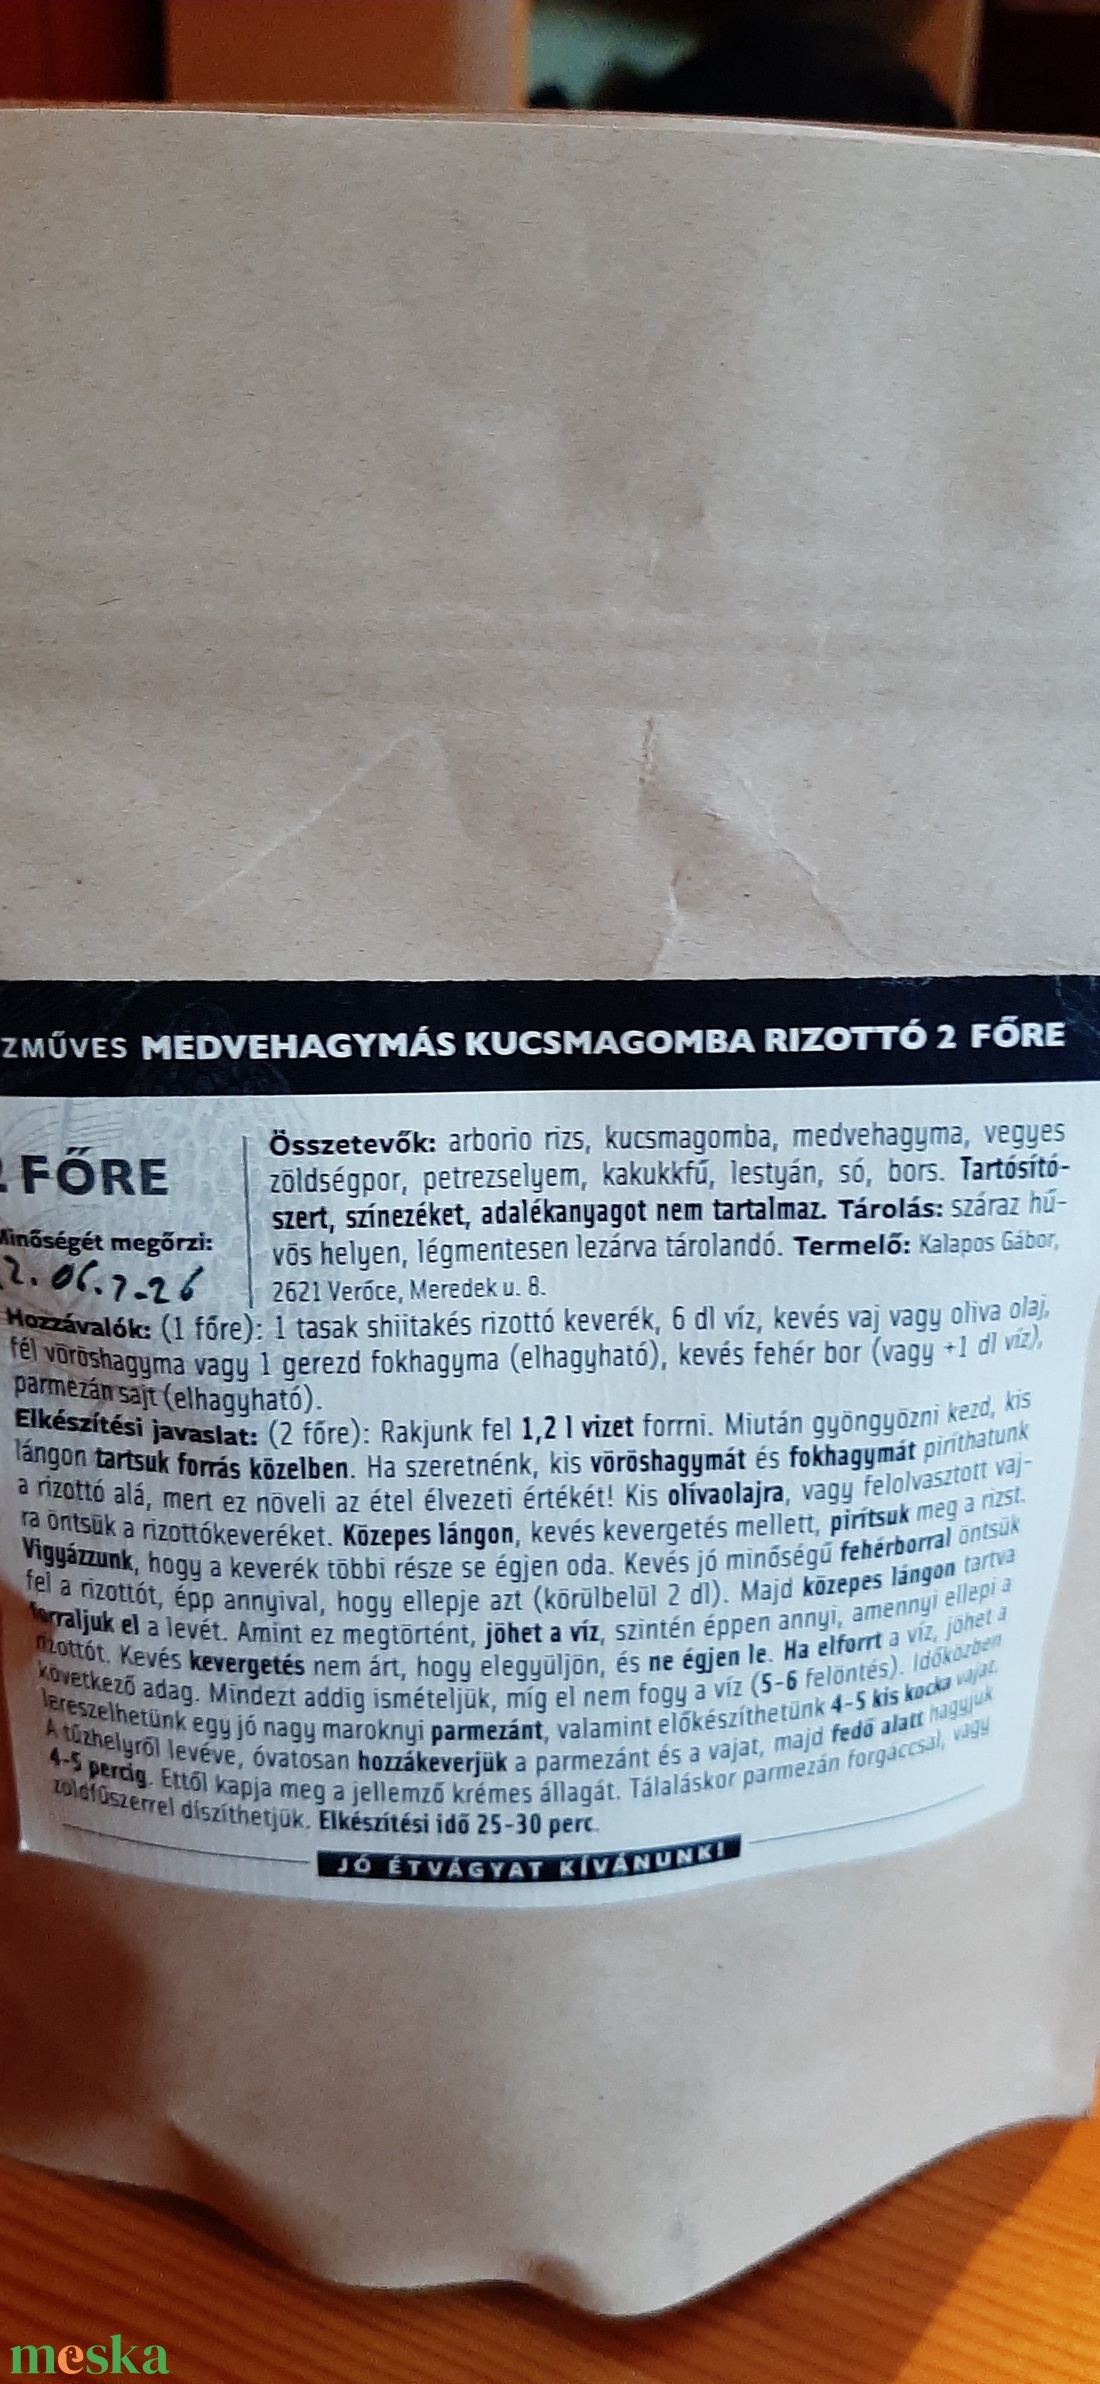 ZMŰVES MEDVEHAGYMÁS KUCSMAGOMBA RIZOTTÓ 2 FŐRE
FŐRE
Minőségét megőrzi:
2.06.
Összetevők: arborio rizs, kucsmagomba, medvehagyma, vegyes
zöldségpor, petrezselyem, kakukkfű, lestyán, só, bors. Tartósító-
szert, színezéket, adalékanyagot nem tartalmaz. Tárolás: száraz hű-
vös helyen, légmentesen lezárva tárolandó. Termelő: Kalapos Gábor,
2621 Verőce, Meredek u. 8.
Hozzávalók: (1 főre): 1 tasak shiitakés rizottó keverék, 6 dl víz, kevés vaj vagy oliva olaj,
fél vöröshagyma vagy 1 gerezd fokhagyma (elhagyható), kevés fehér bor (vagy +1 dl víz),
parmezán sajt (elhagyható).
Elkészítési javaslat: (2 főre): Rakjunk fel 1,2 l vizet forrni. Miután gyöngyözni kezd, kis
lángon tartsuk forrás közelben. Ha szeretnénk, kis vöröshagymát és fokhagymát piríthatunk
a rizottó alá, mert ez növeli az étel élvezeti értékét! Kis olívaolajra, vagy felolvasztott vaj-
ra öntsük a rizottókeveréket. Közepes lángon, kevés kevergetés mellett, pirítsuk meg a rizst.
Vigyázzunk, hogy a keverék többi része se égjen oda. Kevés jó minőségű fehérborral öntsük
fel a rizottót, épp annyival, hogy ellepje azt (körülbelül 2 dl). Majd közepes lángon tartva
forraljuk el a levét. Amint ez megtörtént, jöhet a víz, szintén éppen annyi, amennyi ellepi a
rizottót. Kevés kevergetés nem árt, hogy elegyüljön, és ne égjen le. Ha elforrt a víz, jöhet a
következő adag. Mindezt addig ismételjük, míg el nem fogy a víz (5-6 felöntés). Időközben
lereszelhetünk egy jó nagy maroknyi parmezánt, valamint előkészíthetünk 4-5 kis kocka vajat.
A tűzhelyről levéve, óvatosan hozzákeverjük a parmezánt és a vajat, majd fedő alatt hagyjuk
4-5 percig. Ettől kapja meg a jellemző krémes állagát. Tálaláskor parmezán forgáccsal, vagy
zöldfűszerrel díszíthetjük. Elkészítési idő 25-30 perc.
JÓ ÉTVÁGYAT KÍVÁNUNK!
meska